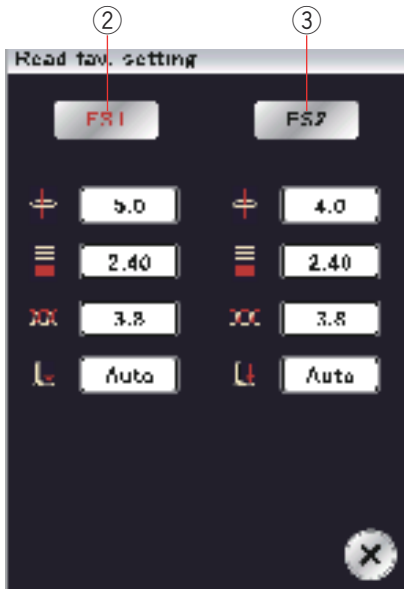 ② ③
Read fav. setting
FS1 FS2
5.0 4.0
2.40 2.40
3.8 3.8
Auto Auto